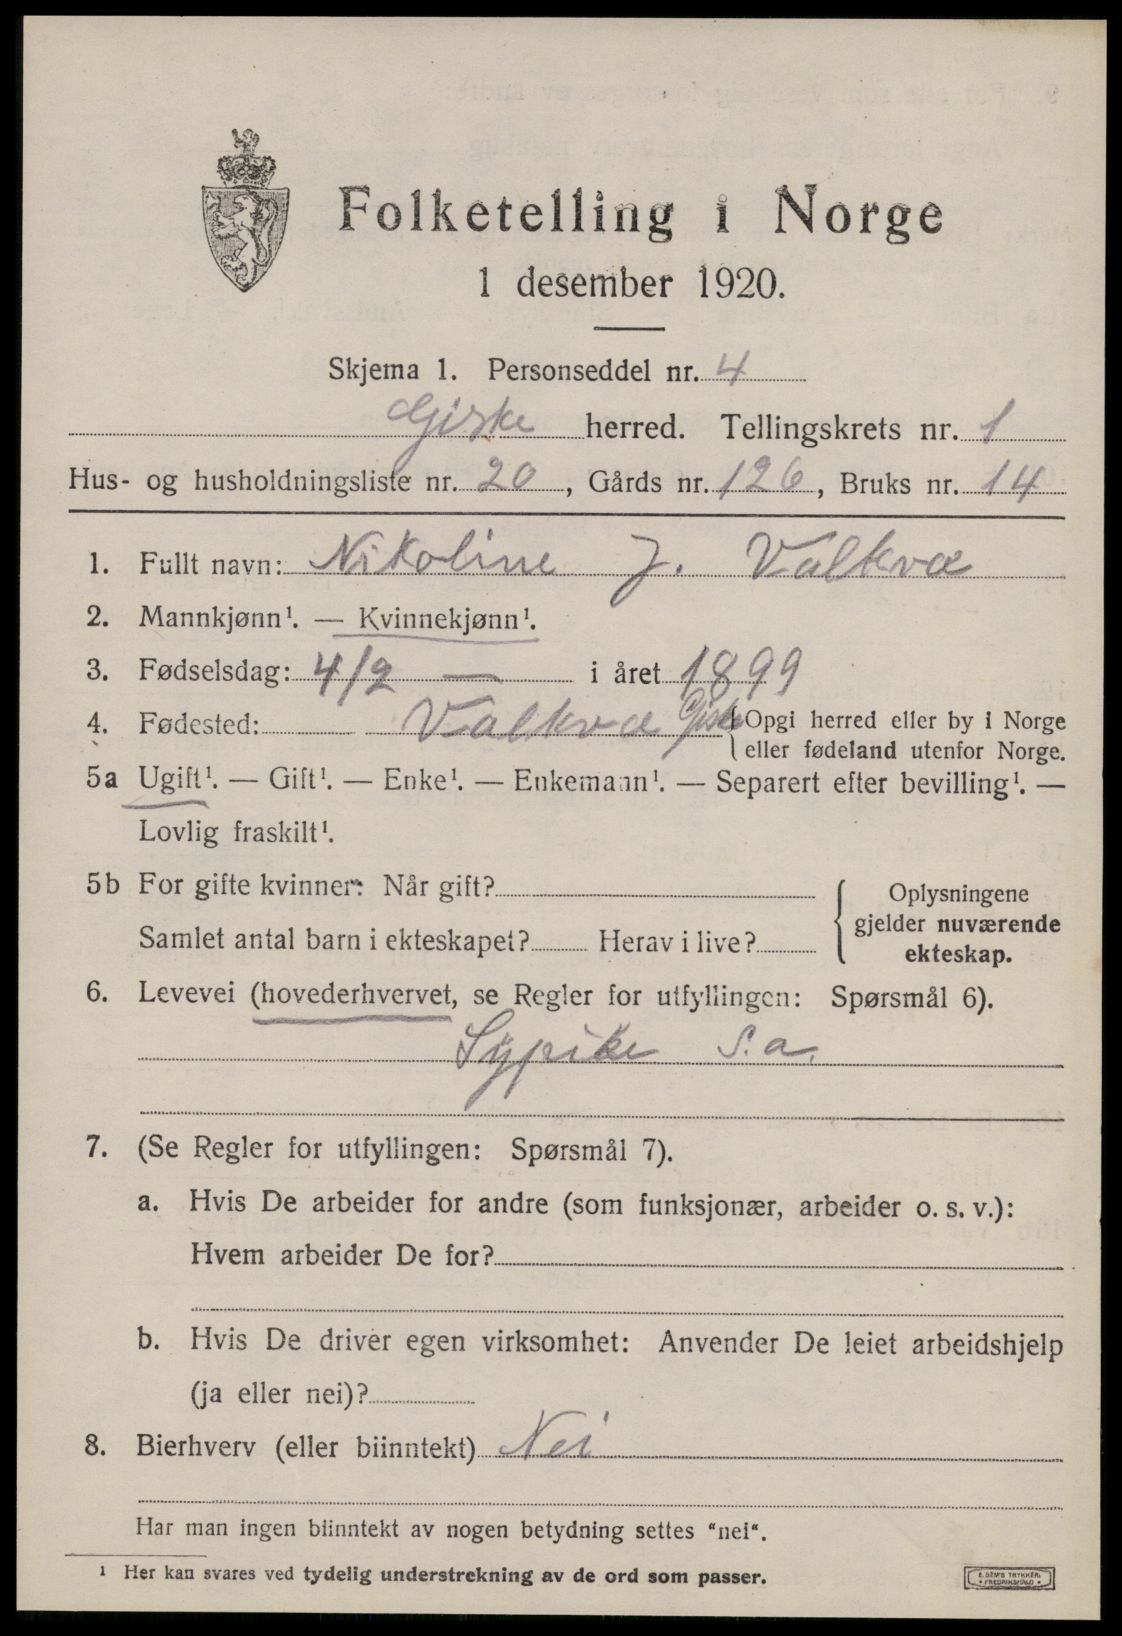 Folketelling i Norge
1 desember 1920.
Skjema 1. Personseddel nr. 4
Giske herred. Tellingskrets nr. 1
Hus- og husholdningsliste nr. 20, Gårds nr. 126, Bruks nr. 14
1. Fullt navn: Nikoline J. Valkvæ
2. Mannkjønn¹. — Kvinnekjønn¹.
3. Fødselsdag: 4/2 — i året 1899
4. Fødested: Valkvæ Giske {Opgi herred eller by i Norge
eller fødeland utenfor Norge.
5a Ugift¹. — Gift¹. — Enke¹. — Enkemann¹. — Separert efter bevilling¹. —
Lovlig fraskilt¹.
5b For gifte kvinner: Når gift?
Samlet antal barn i ekteskapet? Herav i live?
{ Oplysningene
gjelder nuværende
ekteskap.
6. Levevei (hovederhvervet, se Regler for utfyllingen: Spørsmål 6).
Sypike s.a.
7. (Se Regler for utfyllingen: Spørsmål 7).
a. Hvis De arbeider for andre (som funksjonær, arbeider o. s. v.):
Hvem arbeider De for?
b. Hvis De driver egen virksomhet: Anvender De leiet arbeidshjelp
(ja eller nei)?
8. Bierhverv (eller biinntekt) Nei
Har man ingen biinntekt av nogen betydning settes "nei".
¹ Her kan svares ved tydelig understrekning av de ord som passer.
E. SEM'S TRYKKERI
• FREDRIKSHALD •